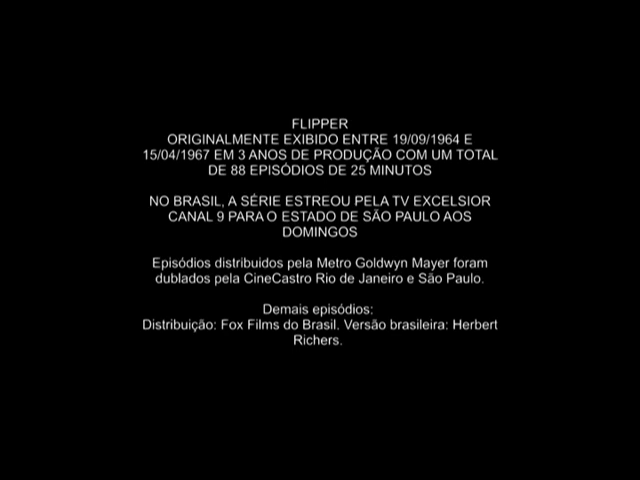 FLIPPER
ORIGINALMENTE EXIBIDO ENTRE 19/09/1964 E
15/04/1967 EM 3 ANOS DE PRODUÇÃO COM UM TOTAL
DE 88 EPISÓDIOS DE 25 MINUTOS
NO BRASIL, A SÉRIE ESTREOU PELA TV EXCELSIOR
CANAL 9 PARA O ESTADO DE SÃO PAULO AOS
DOMINGOS
Episódios distribuidos pela Metro Goldwyn Mayer foram
dublados pela CineCastro Rio de Janeiro e São Paulo.
Demais episódios:
Distribuição: Fox Films do Brasil. Versão brasileira: Herbert
Richers.